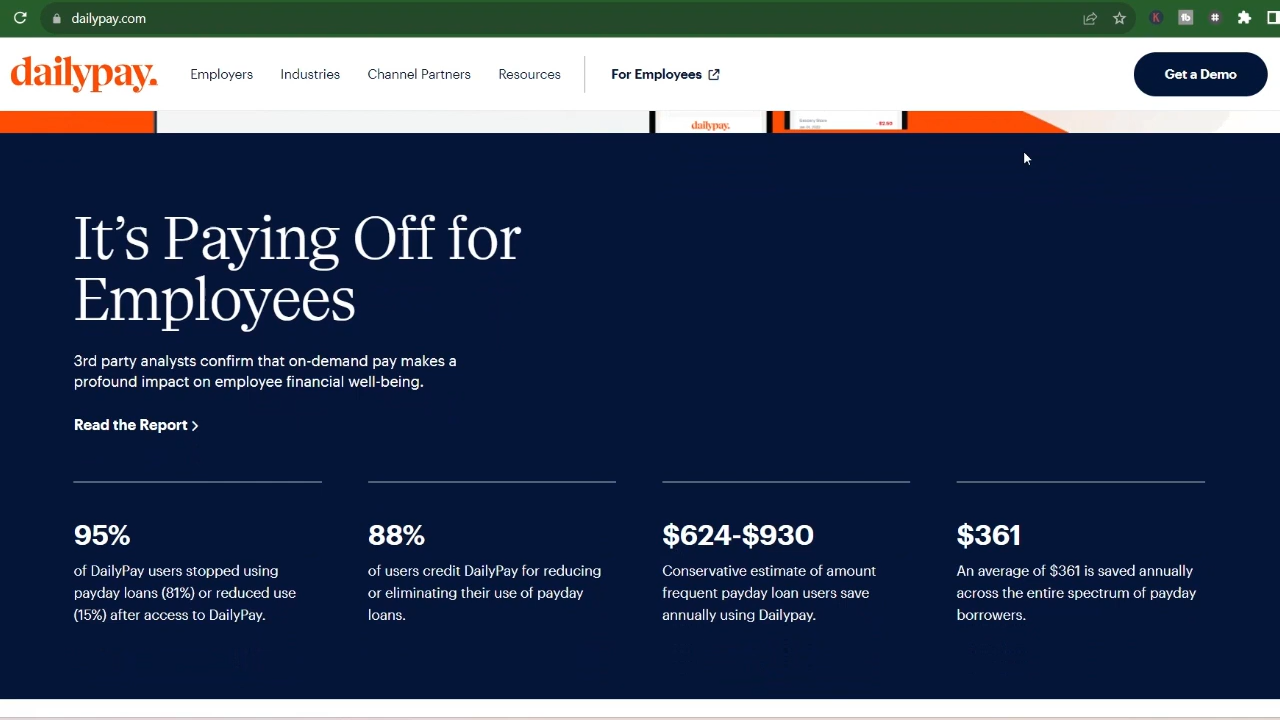 dailypay.com
dailypay.
Employers
Industries
Channel Partners
Resources
For Employees
Get a Demo
dailypay.
-$2.50
It's Paying Off for
Employees
3rd party analysts confirm that on-demand pay makes a
profound impact on employee financial well-being.
Read the Report
95%
of DailyPay users stopped using
payday loans (81%) or reduced use
(15%) after access to DailyPay.
88%
of users credit DailyPay for reducing
or eliminating their use of payday
loans.
$624-$930
Conservative estimate of amount
frequent payday loan users save
annually using Dailypay.
$361
An average of $361 is saved annually
across the entire spectrum of payday
borrowers.